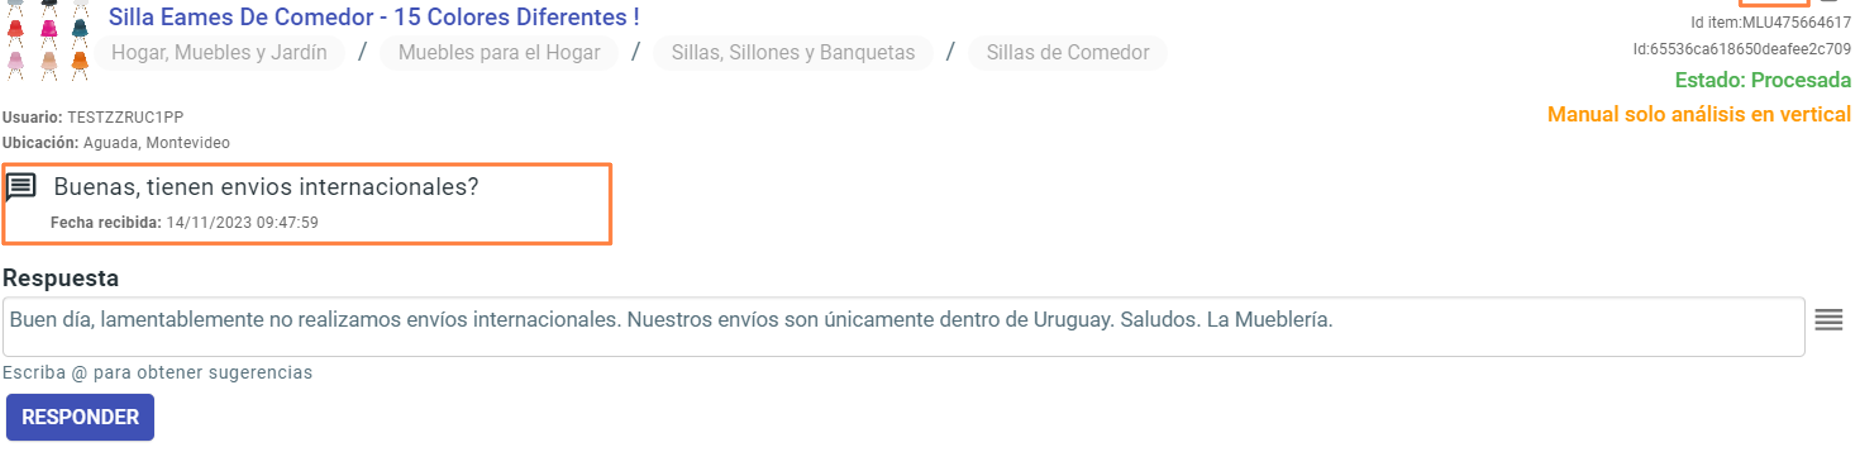 Silla Eames De Comedor - 15 Colores Diferentes !
Id item:MLU475664617
Hogar, Muebles y Jardín / Muebles para el Hogar / Sillas, Sillones y Banquetas / Sillas de Comedor
Id:65536ca618650deafee2c709
Estado: Procesada
Manual solo análisis en vertical
Usuario: TESTZZRUC1PP
Ubicación: Aguada, Montevideo
Buenas, tienen envios internacionales?
Fecha recibida: 14/11/2023 09:47:59
Respuesta
Buen día, lamentablemente no realizamos envíos internacionales. Nuestros envíos son únicamente dentro de Uruguay. Saludos. La Mueblería.
Escriba @ para obtener sugerencias
RESPONDER